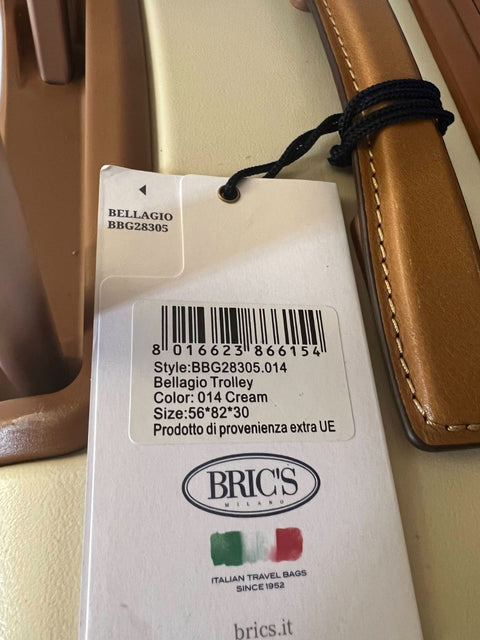 BELLAGIO
BBG28305
8 016623 866154
Style:BBG28305.014
Bellagio Trolley
Color: 014 Cream
Size:56*82*30
Prodotto di provenienza extra UE
BRIC'S
MILANO
ITALIAN TRAVEL BAGS
SINCE 1952
brics.it